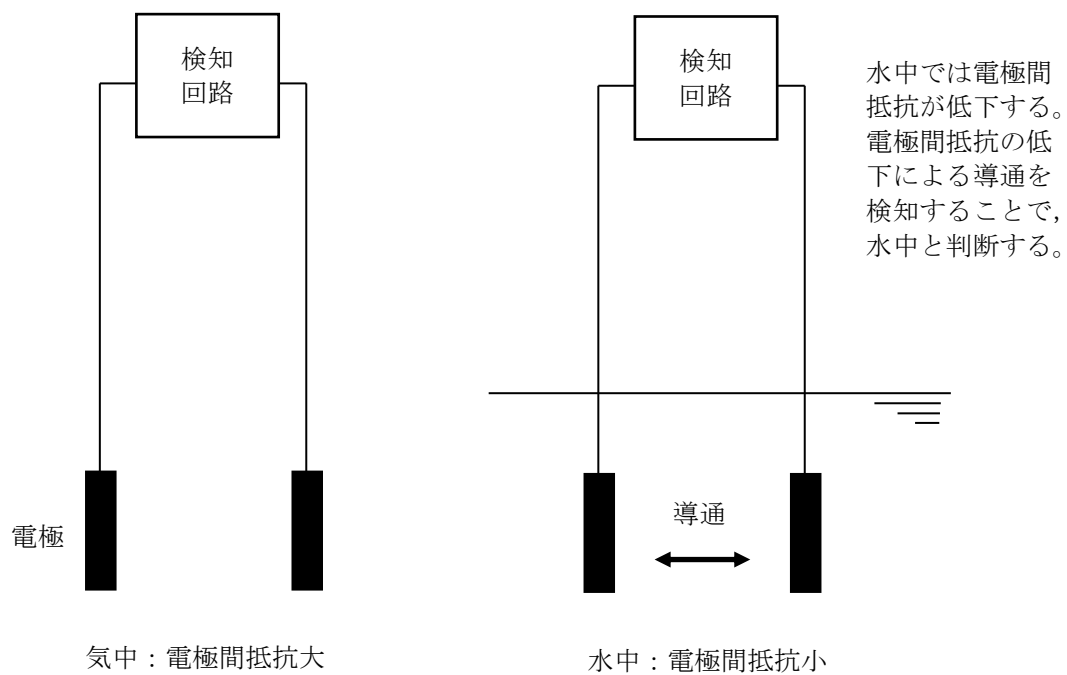 検知
回路
電極
気中：電極間抵抗大
検知
回路
導通
水中：電極間抵抗小
水中では電極間
抵抗が低下する。
電極間抵抗の低
下による導通を
検知することで，
水中と判断する。